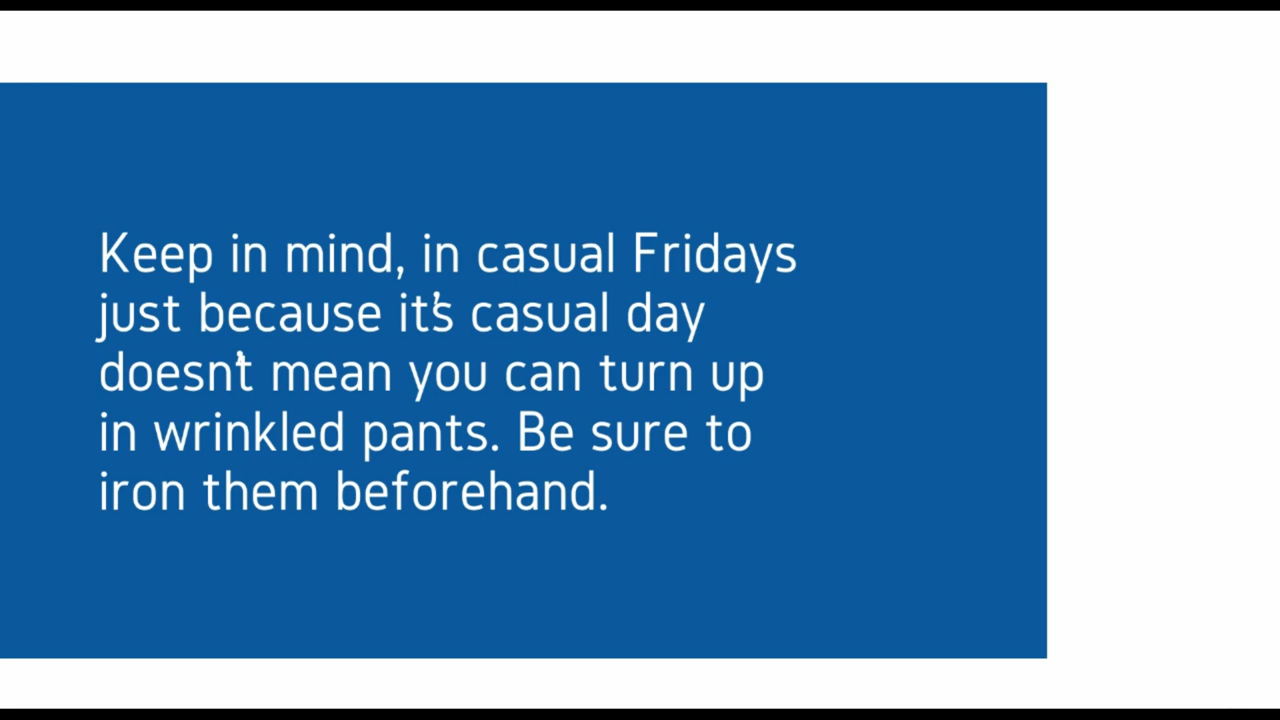 Keep in mind, in casual Fridays
just because it's casual day
doesn't mean you can turn up
in wrinkled pants. Be sure to
iron them beforehand.